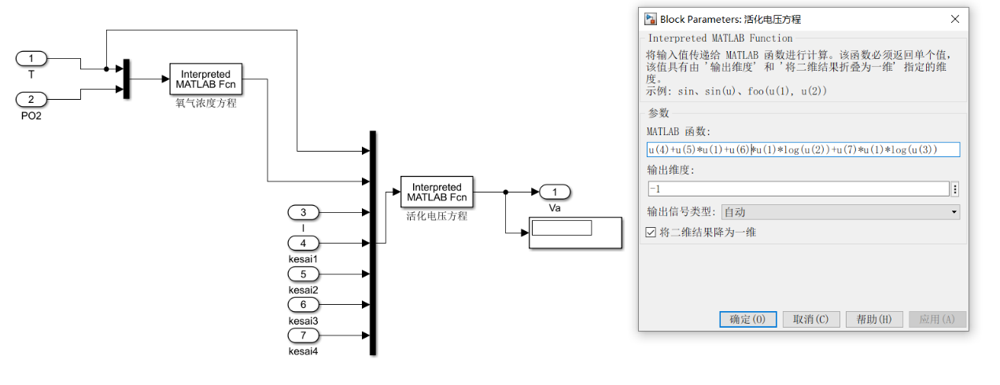 1
T
2
PO2
Interpreted
MATLAB Fcn
氧气浓度方程
3
I
4
kesai1
5
kesai2
6
kesai3
7
kesai4
Interpreted
MATLAB Fcn
活化电压方程
1
Va
Block Parameters: 活化电压方程
Interpreted MATLAB Function
将输入值传递给 MATLAB 函数进行计算。该函数必须返回单个值，
该值具有由 '输出维度' 和 '将二维结果折叠为一维' 指定的维
度。
示例: sin、sin(u)、foo(u(1), u(2))
参数
MATLAB 函数:
u(4)+u(5)*u(1)+u(6)*u(1)*log(u(2))+u(7)*u(1)*log(u(3))
输出维度:
-1
输出信号类型: 自动
将二维结果降为一维
确定(O)
取消(C)
帮助(H)
应用(A)